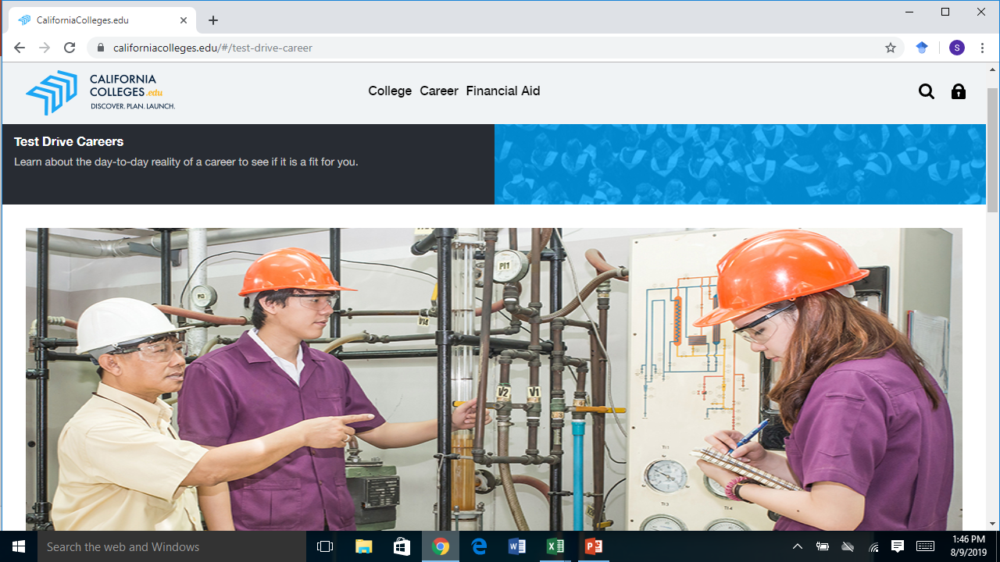 CaliforniaColleges.edu
californiacolleges.edu/#/test-drive-career
S
CALIFORNIA
COLLEGES.edu
DISCOVER. PLAN. LAUNCH.
College Career Financial Aid
Test Drive Careers
Learn about the day-to-day reality of a career to see if it is a fit for you.
PI1
V2
V1
Search the web and Windows
1:46 PM
8/9/2019